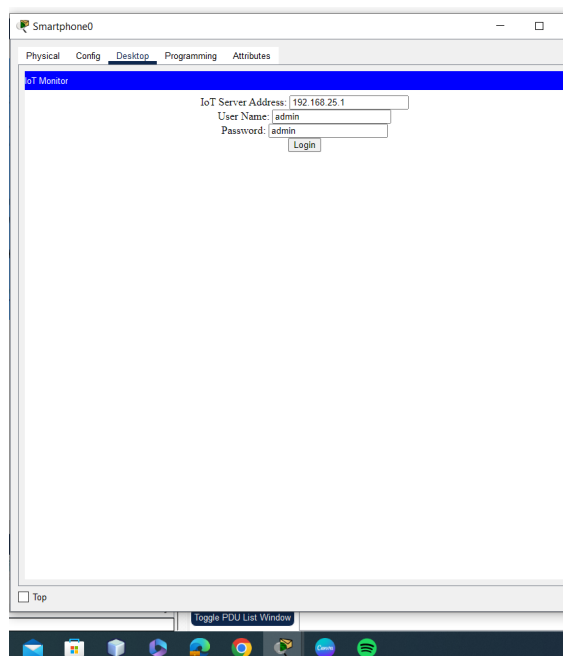 Smartphone0
Physical Config Desktop Programming Attributes
IoT Monitor
IoT Server Address: 192.168.25.1
User Name: admin
Password: admin
Login
Top
Toggle PDU List Window
Canva